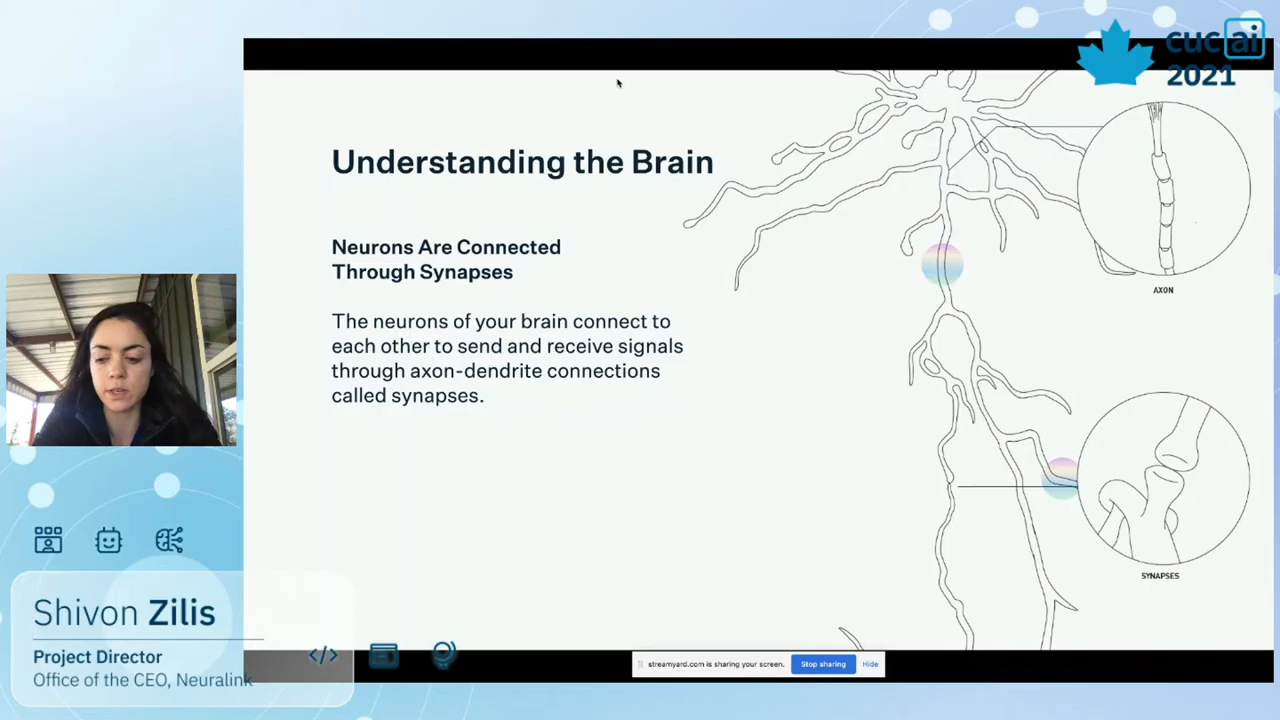 cuc ai
2021
Understanding the Brain
Neurons Are Connected
Through Synapses
The neurons of your brain connect to
each other to send and receive signals
through axon-dendrite connections
called synapses.
AXON
SYNAPSES
Shivon Zilis
Project Director
Office of the CEO, Neuralink
</>
streamyard.com is sharing your screen.
Stop sharing
Hide